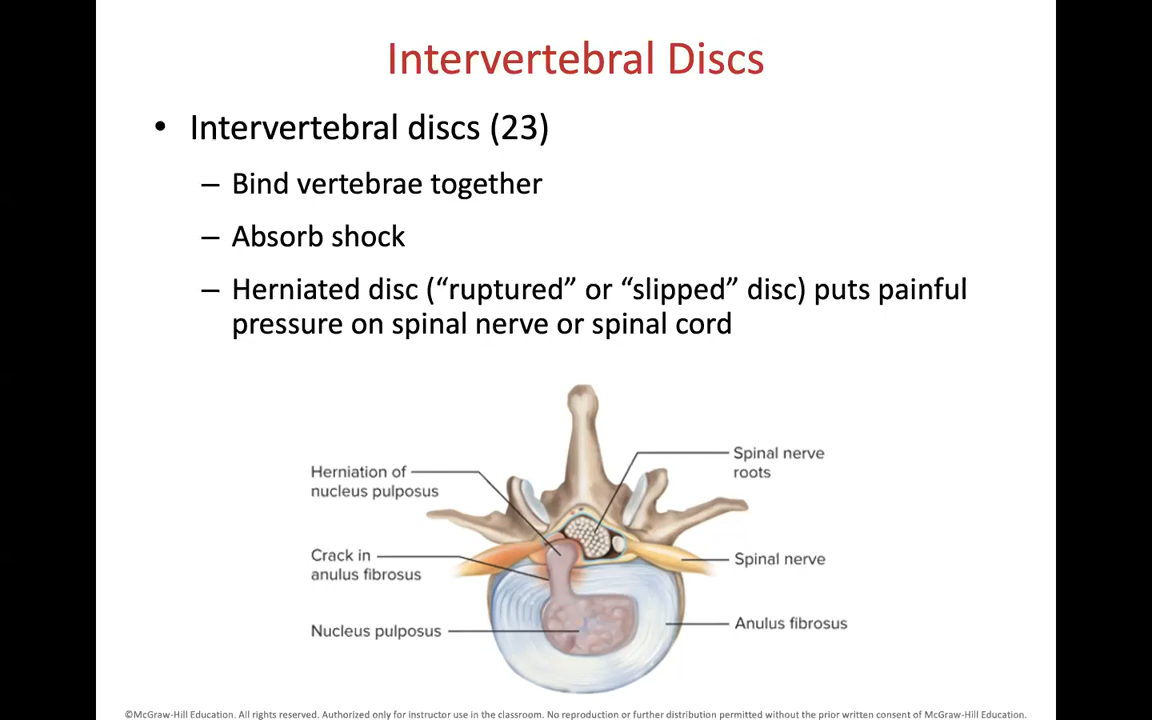 Intervertebral Discs
• Intervertebral discs (23)
– Bind vertebrae together
– Absorb shock
– Herniated disc (“ruptured” or “slipped” disc) puts painful
pressure on spinal nerve or spinal cord
Herniation of
nucleus pulposus
Crack in
anulus fibrosus
Nucleus pulposus
Spinal nerve
roots
Spinal nerve
Anulus fibrosus
©McGraw-Hill Education. All rights reserved. Authorized only for instructor use in the classroom. No reproduction or further distribution permitted without the prior written consent of McGraw-Hill Education.